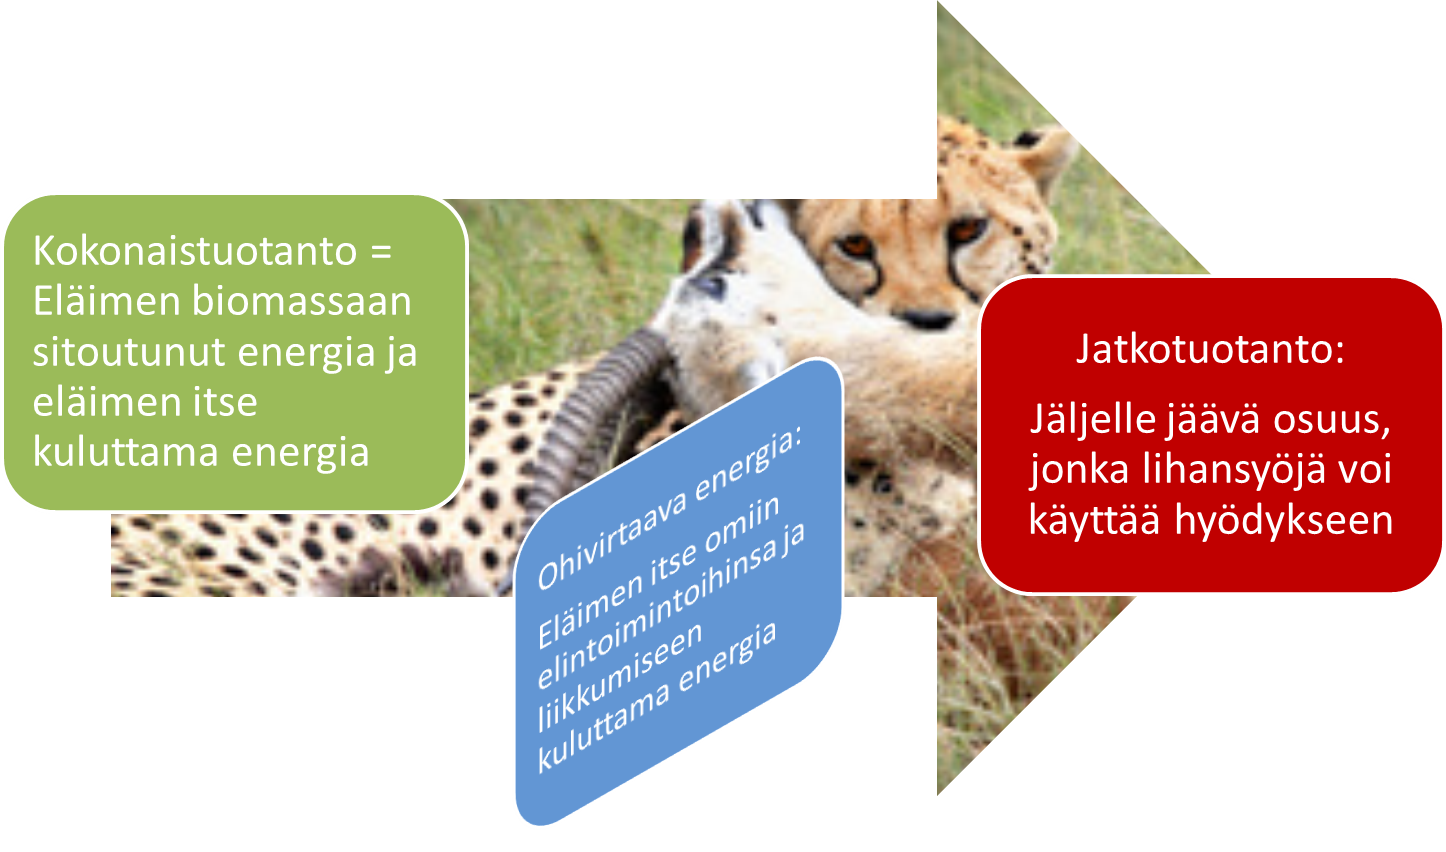 Kokonaistuotanto =
Eläimen biomassaan
sitoutunut energia ja
eläimen itse
kuluttama energia
Ohivirtaava energia:
Eläimen itse omiin
elintoimintoihinsa ja
liikkumiseen
kuluttama energia
Jatkotuotanto:
Jäljelle jäävä osuus,
jonka lihansyöjä voi
käyttää hyödykseen